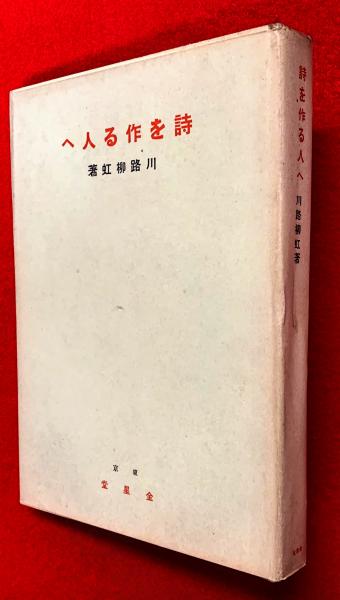 詩を作る人へ
川路柳虹著
東京
金星堂
詩を作る人へ 川路柳虹著